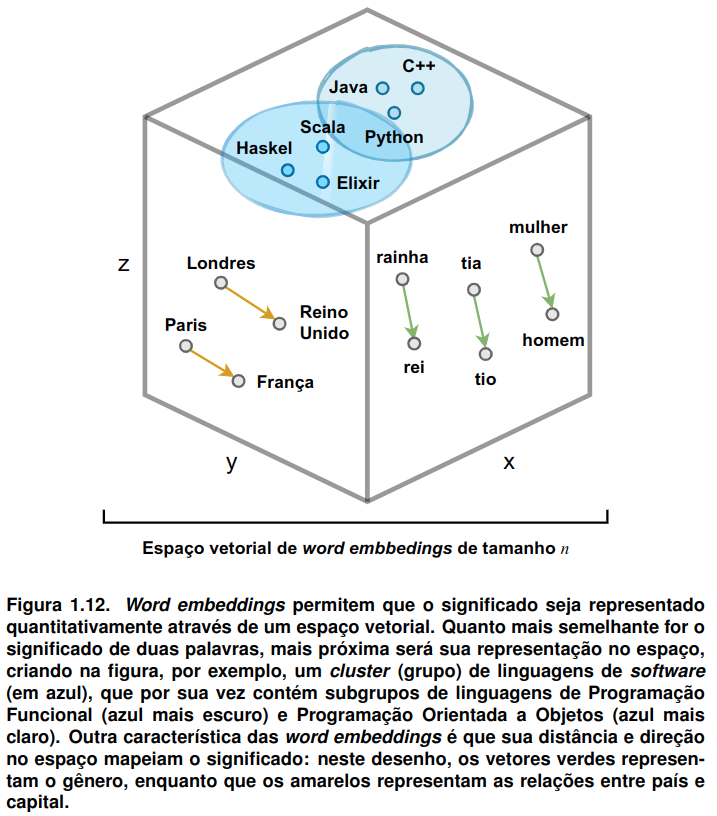 C++
Java
Python
Scala
Haskel
Elixir
z
Londres
Reino
Unido
Paris
França
rainha
rei
tia
tio
mulher
homem
y
x
Espaço vetorial de word embbedings de tamanho n
Figura 1.12. Word embeddings permitem que o significado seja representado
quantitativamente através de um espaço vetorial. Quanto mais semelhante for o
significado de duas palavras, mais próxima será sua representação no espaço,
criando na figura, por exemplo, um cluster (grupo) de linguagens de software
(em azul), que por sua vez contém subgrupos de linguagens de Programação
Funcional (azul mais escuro) e Programação Orientada a Objetos (azul mais
claro). Outra característica das word embeddings é que sua distância e direção
no espaço mapeiam o significado: neste desenho, os vetores verdes represen-
tam o gênero, enquanto que os amarelos representam as relações entre país e
capital.